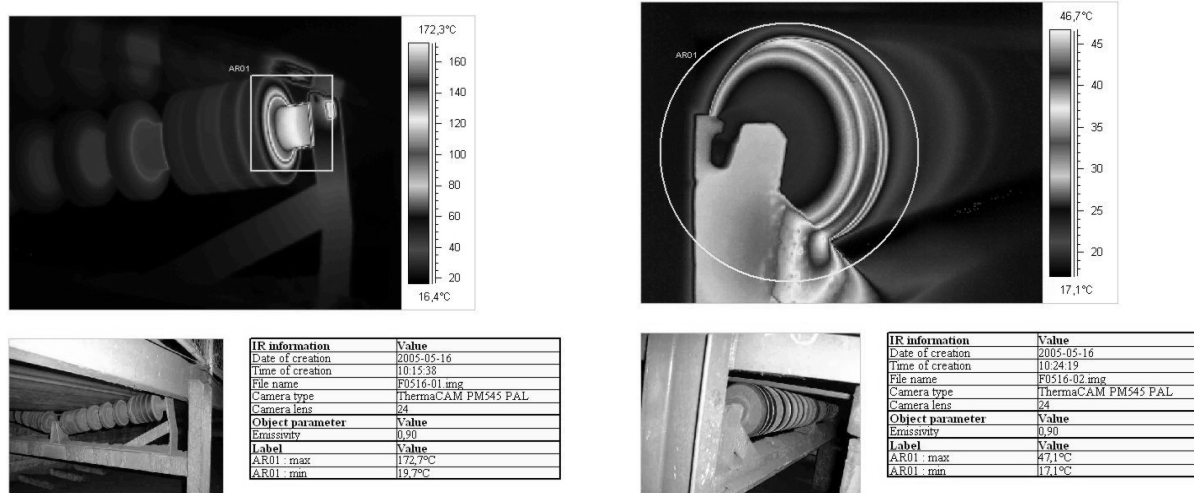 172,3°C
AR01
160
140
120
100
80
60
40
20
16,4°C
IR information Value
Date of creation 2005-05-16
Time of creation 10:15:38
File name F0516-01.img
Camera type ThermaCAM PM545 PAL
Camera lens 24
Object parameter Value
Emissivity 0,90
Label Value
AR01 : max 172,7°C
AR01 : min 19,7°C
46,7°C
AR01
45
40
35
30
25
20
17,1°C
IR information Value
Date of creation 2005-05-16
Time of creation 10:24:19
File name F0516-02.img
Camera type ThermaCAM PM545 PAL
Camera lens 24
Object parameter Value
Emissivity 0,90
Label Value
AR01 : max 47,1°C
AR01 : min 17,1°C